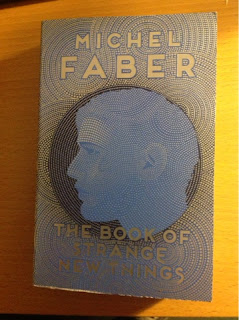 MICHEL
FABER
THE BOOK OF
STRANGE
NEW THINGS